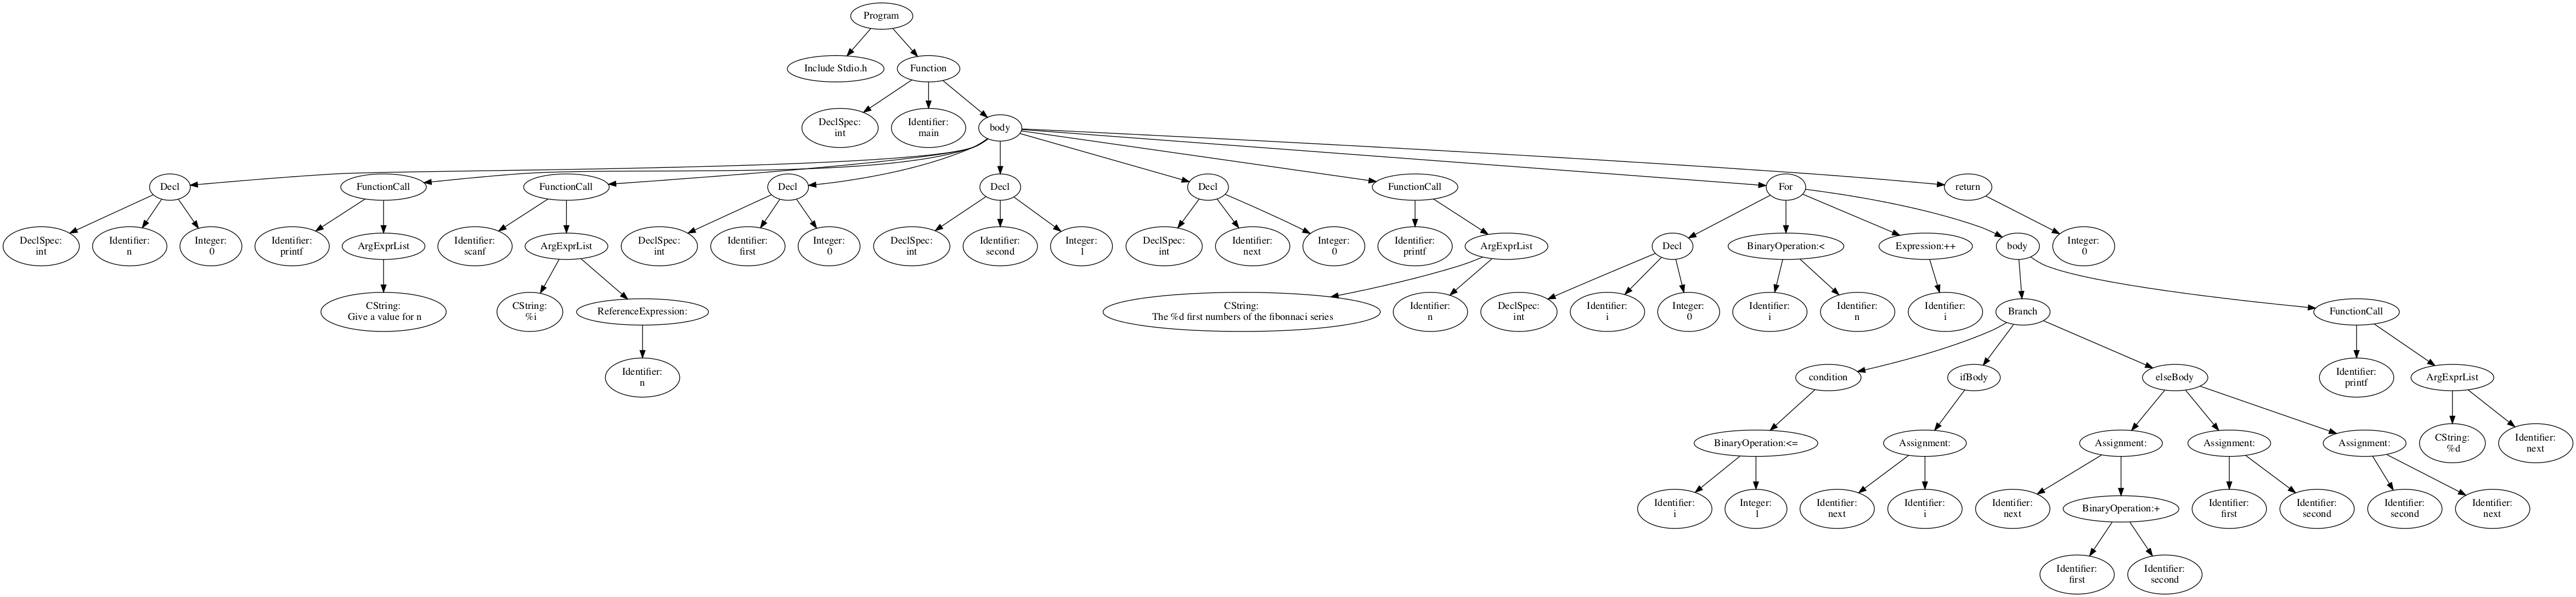 Program
Include Stdio.h
Function
DeclSpec:
int
Identifier:
main
body
Decl
FunctionCall
FunctionCall
Decl
Decl
Decl
FunctionCall
For
return
DeclSpec:
int
Identifier:
n
Integer:
0
Identifier:
printf
ArgExprList
Identifier:
scanf
ArgExprList
DeclSpec:
int
Identifier:
first
Integer:
0
DeclSpec:
int
Identifier:
second
Integer:
1
DeclSpec:
int
Identifier:
next
Integer:
0
Identifier:
printf
ArgExprList
Decl
BinaryOperation:<
Expression:++
body
Integer:
0
CString:
Give a value for n
CString:
%i
ReferenceExpression:
CString:
The %d first numbers of the fibonnaci series
Identifier:
n
DeclSpec:
int
Identifier:
i
Integer:
0
Identifier:
i
Identifier:
n
Identifier:
i
Branch
FunctionCall
Identifier:
n
condition
ifBody
elseBody
Identifier:
printf
ArgExprList
BinaryOperation:<=
Assignment:
Assignment:
Assignment:
Assignment:
CString:
%d
Identifier:
next
Identifier:
i
Integer:
1
Identifier:
next
Identifier:
i
Identifier:
next
BinaryOperation:+
Identifier:
first
Identifier:
second
Identifier:
second
Identifier:
next
Identifier:
first
Identifier:
second